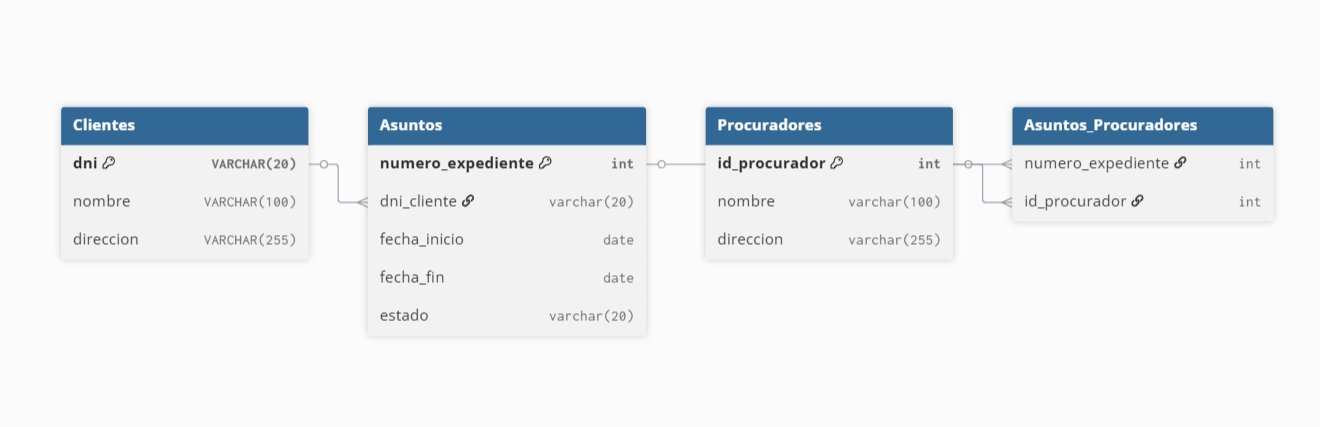 Clientes
dni VARCHAR(20)
nombre VARCHAR(100)
direccion VARCHAR(255)
Asuntos
numero_expediente int
dni_cliente varchar(20)
fecha_inicio date
fecha_fin date
estado varchar(20)
Procuradores
id_procurador int
nombre varchar(100)
direccion varchar(255)
Asuntos_Procuradores
numero_expediente int
id_procurador int